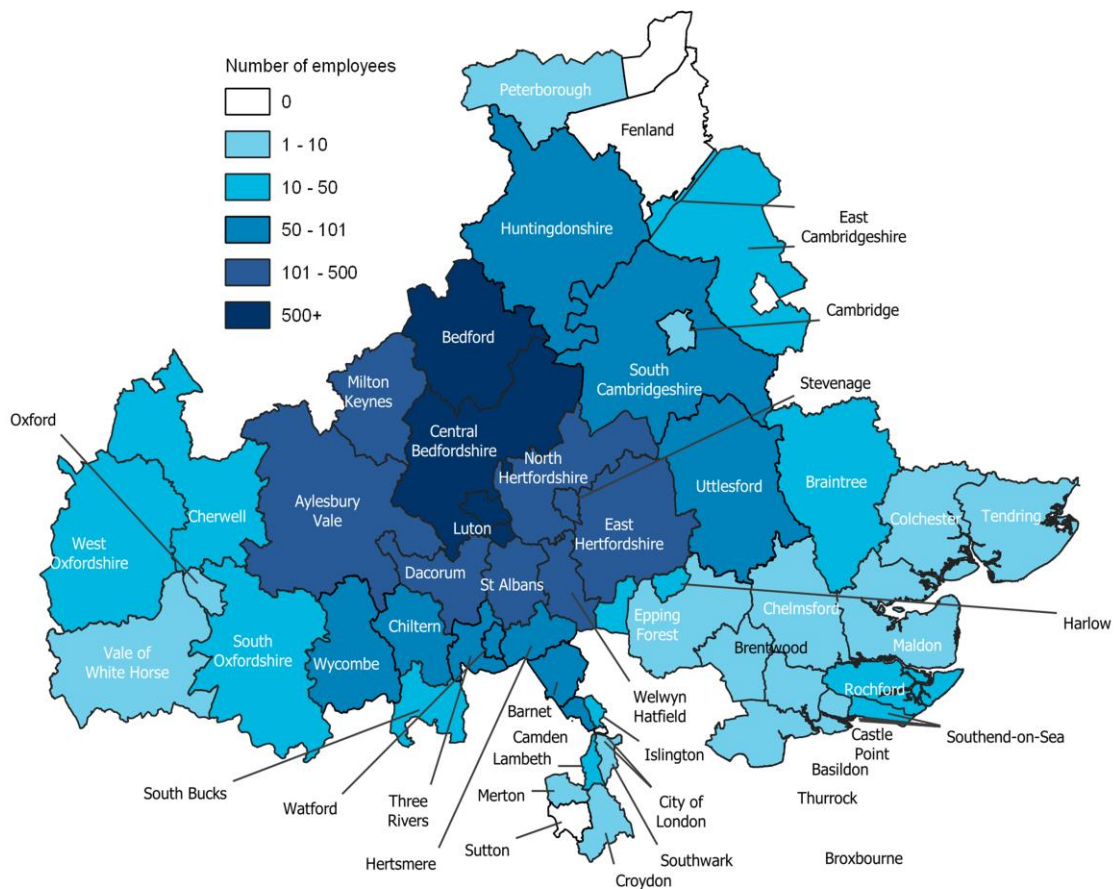 Number of employees
0
1 - 10
10 - 50
50 - 101
101 - 500
500+
Peterborough
Fenland
East
Cambridgeshire
Huntingdonshire
Cambridge
Bedford
South
Cambridgeshire
Stevenage
Milton
Keynes
Oxford
Central
Bedfordshire
North
Hertfordshire
Uttlesford
Braintree
Aylesbury
Vale
Cherwell
Luton
East
Hertfordshire
Colchester
Tendring
West
Oxfordshire
Dacorum
St Albans
Epping
Forest
Chelmsford
Harlow
Chiltern
Maldon
Vale of
White Horse
South
Oxfordshire
Wycombe
Brentwood
Rochford
Welwyn
Hatfield
Barnet
Camden
Islington
Castle
Point
Southend-on-Sea
Lambeth
Basildon
South Bucks
Watford
Three
Rivers
Merton
City of
London
Thurrock
Hertsmere
Sutton
Southwark
Croydon
Broxbourne